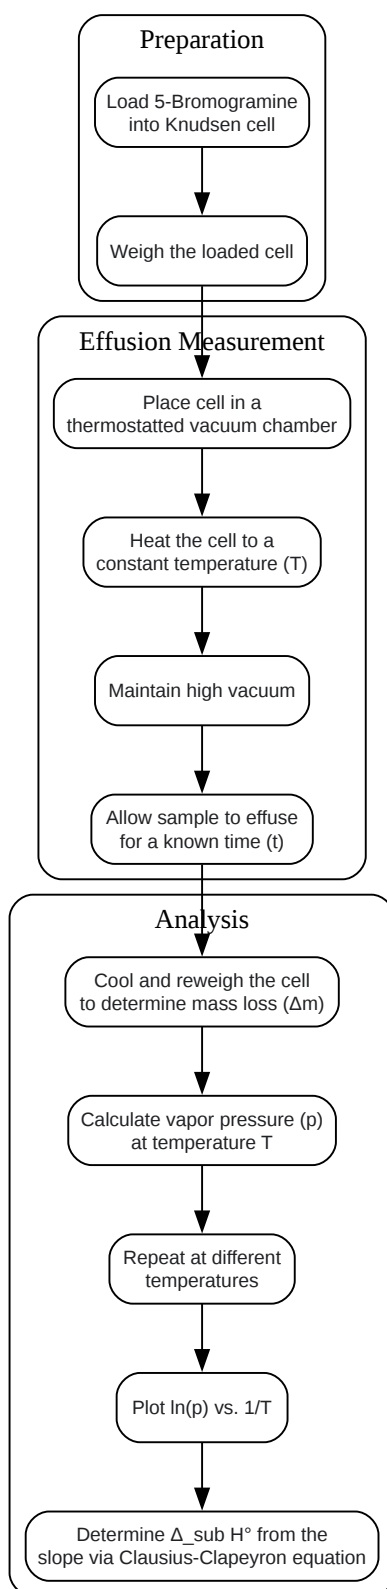 Preparation
Load 5-Bromogramine
into Knudsen cell
Weigh the loaded cell
Effusion Measurement
Place cell in a
thermostatted vacuum chamber
Heat the cell to a
constant temperature (T)
Maintain high vacuum
Allow sample to effuse
for a known time (t)
Analysis
Cool and reweigh the cell
to determine mass loss (Δm)
Calculate vapor pressure (p)
at temperature T
Repeat at different
temperatures
Plot ln(p) vs. 1/T
Determine Δ_sub H° from the
slope via Clausius-Clapeyron equation